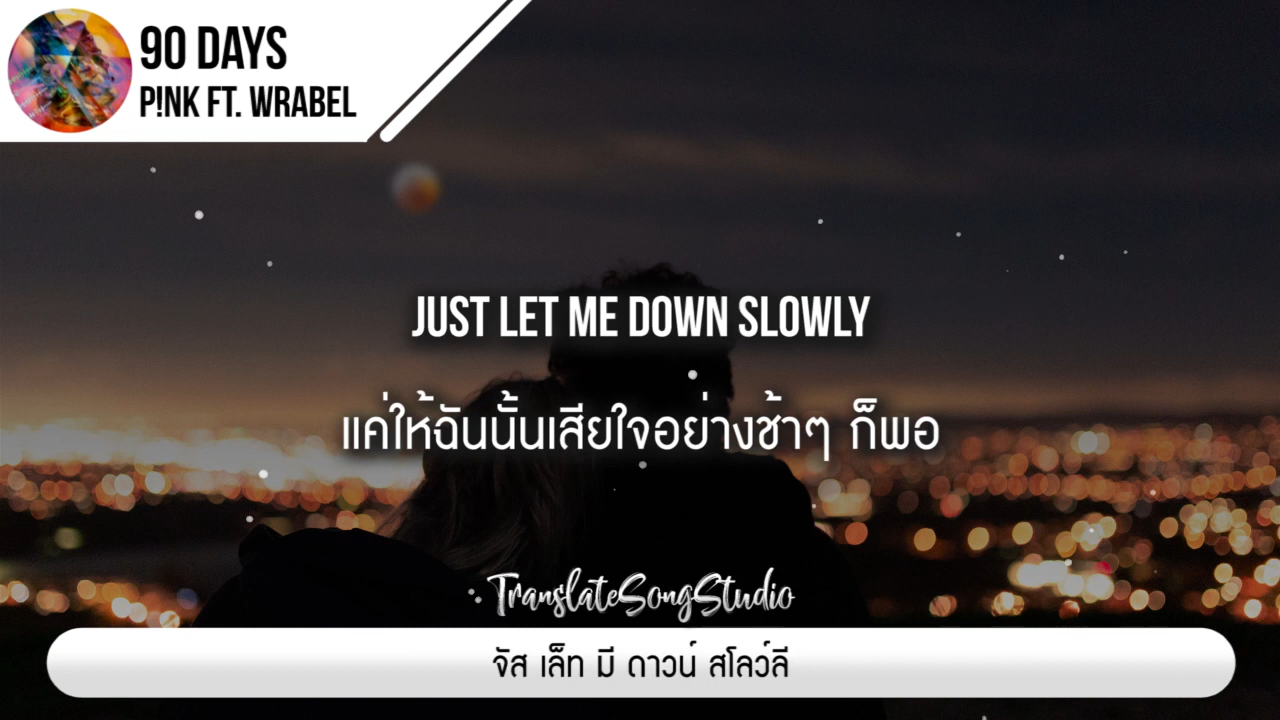 90 DAYS
P!NK FT. WRABEL
JUST LET ME DOWN SLOWLY
แค่ให้ฉันนั้นเสียใจอย่างช้าๆ ก็พอ
TranslateSongStudio
จัส เล็ท มี ดาวน์ สโลว์ลี